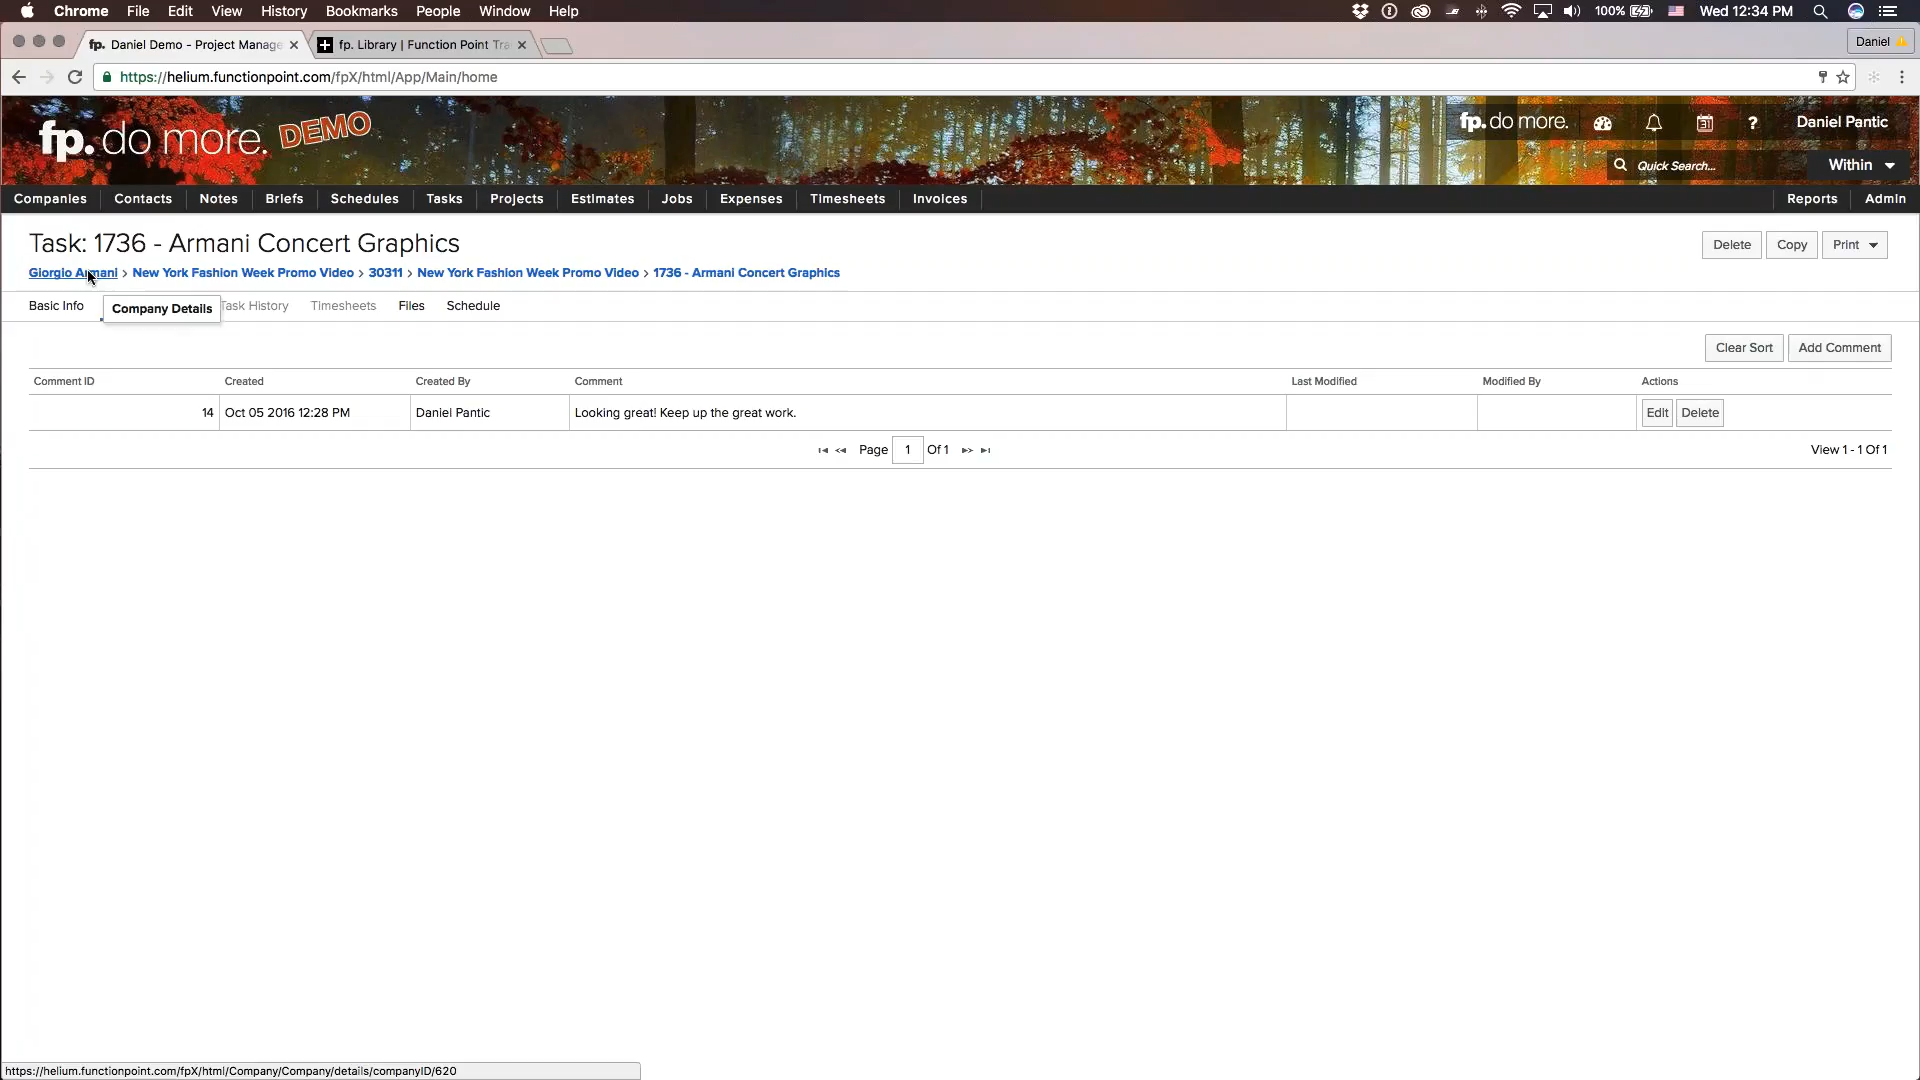 Chrome File Edit View History Bookmarks People Window Help 100% Wed 12:34 PM
fp. Daniel Demo - Project Manage fp. Library | Function Point Tra Daniel
https://helium.functionpoint.com/fpX/html/App/Main/home
fp. do more. DEMO fp. do more. 31 ? Daniel Pantic
Quick Search... Within
Companies Contacts Notes Briefs Schedules Tasks Projects Estimates Jobs Expenses Timesheets Invoices Reports Admin
Task: 1736 - Armani Concert Graphics Delete Copy Print
Giorgio Armani > New York Fashion Week Promo Video > 30311 > New York Fashion Week Promo Video > 1736 - Armani Concert Graphics
Basic Info Company Details Task History Timesheets Files Schedule
Clear Sort Add Comment
Comment ID Created Created By Comment Last Modified Modified By Actions
14 Oct 05 2016 12:28 PM Daniel Pantic Looking great! Keep up the great work. Edit Delete
Page 1 Of 1 View 1 - 1 Of 1
https://helium.functionpoint.com/fpX/html/Company/Company/details/companyID/620